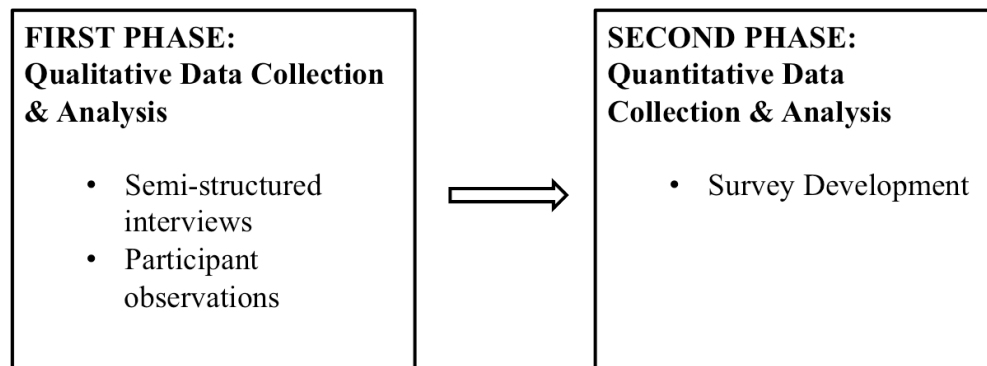 FIRST PHASE:
Qualitative Data Collection
& Analysis
• Semi-structured
interviews
• Participant
observations
SECOND PHASE:
Quantitative Data
Collection & Analysis
• Survey Development